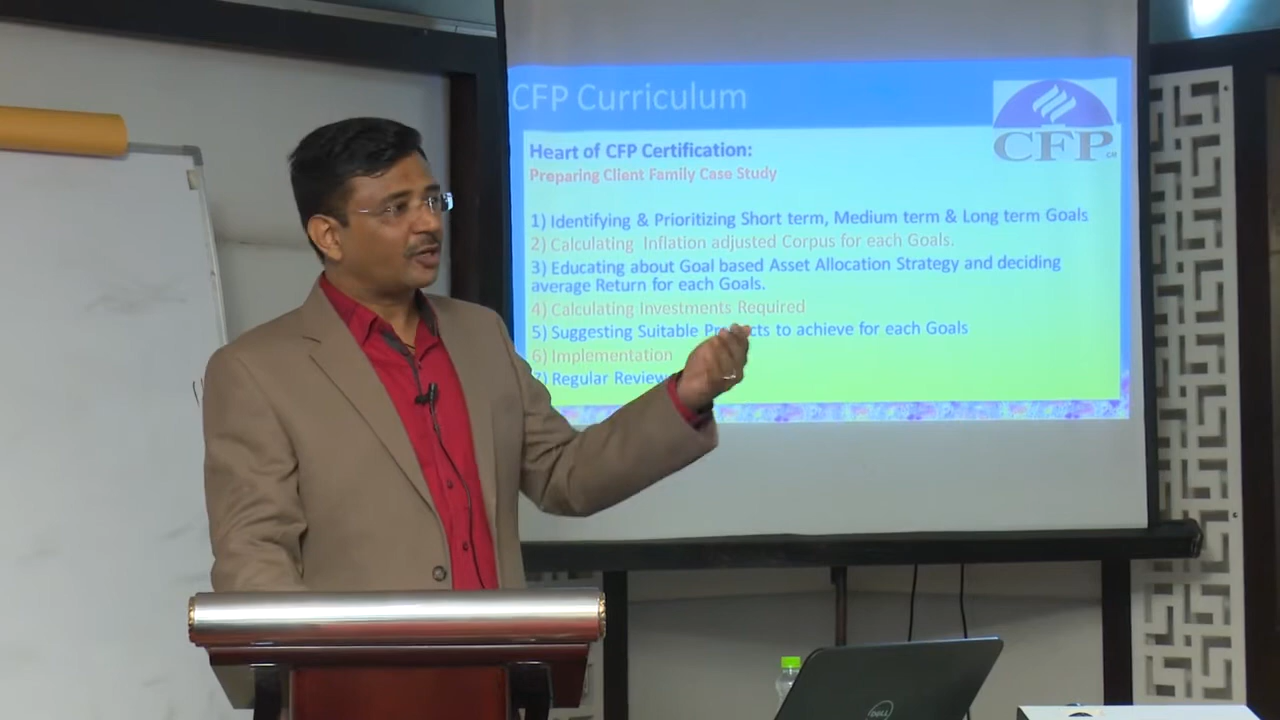 CFP Curriculum
CFP
Heart of CFP Certification:
Preparing Client Family Case Study
1) Identifying & Prioritizing Short term, Medium term & Long term Goals
2) Calculating Inflation adjusted Corpus for each Goals.
3) Educating about Goal based Asset Allocation Strategy and deciding
average Return for each Goals.
4) Calculating Investments Required
5) Suggesting Suitable to achieve for each Goals
6) Implementation
7) Regular Review
DELL